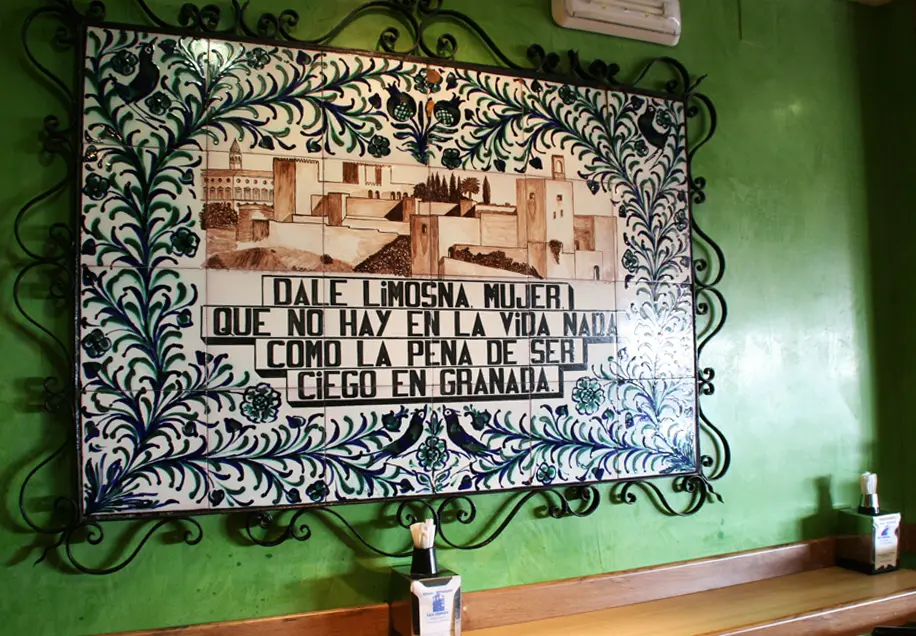 DALE LiMOSNA, MUJER,
QUE NO HAY EN LA ViDA NADA
COMO LA PENA DE SER
CiEGO EN GRANADA.